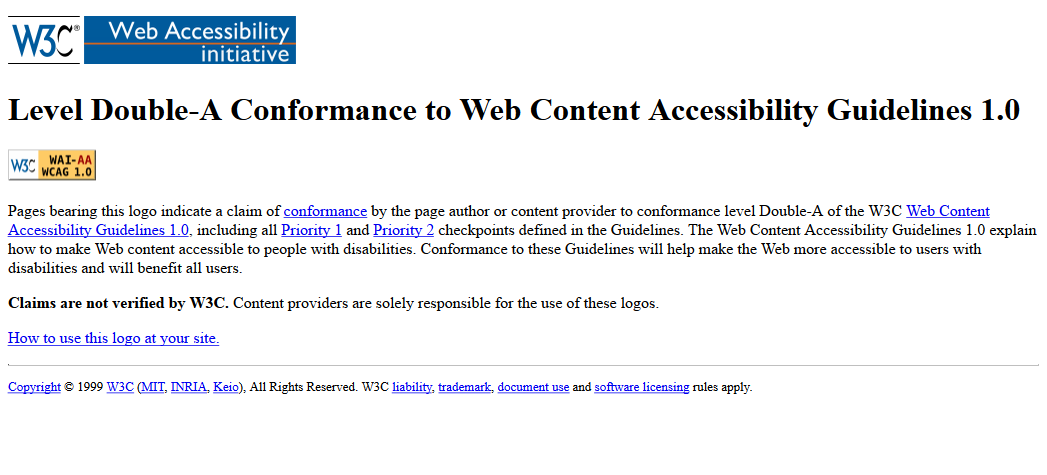 W3C® Web Accessibility
initiative
Level Double-A Conformance to Web Content Accessibility Guidelines 1.0
W3C WAI-AA
WCAG 1.0
Pages bearing this logo indicate a claim of conformance by the page author or content provider to conformance level Double-A of the W3C Web Content
Accessibility Guidelines 1.0, including all Priority 1 and Priority 2 checkpoints defined in the Guidelines. The Web Content Accessibility Guidelines 1.0 explain
how to make Web content accessible to people with disabilities. Conformance to these Guidelines will help make the Web more accessible to users with
disabilities and will benefit all users.
Claims are not verified by W3C. Content providers are solely responsible for the use of these logos.
How to use this logo at your site.
Copyright © 1999 W3C (MIT, INRIA, Keio), All Rights Reserved. W3C liability, trademark, document use and software licensing rules apply.